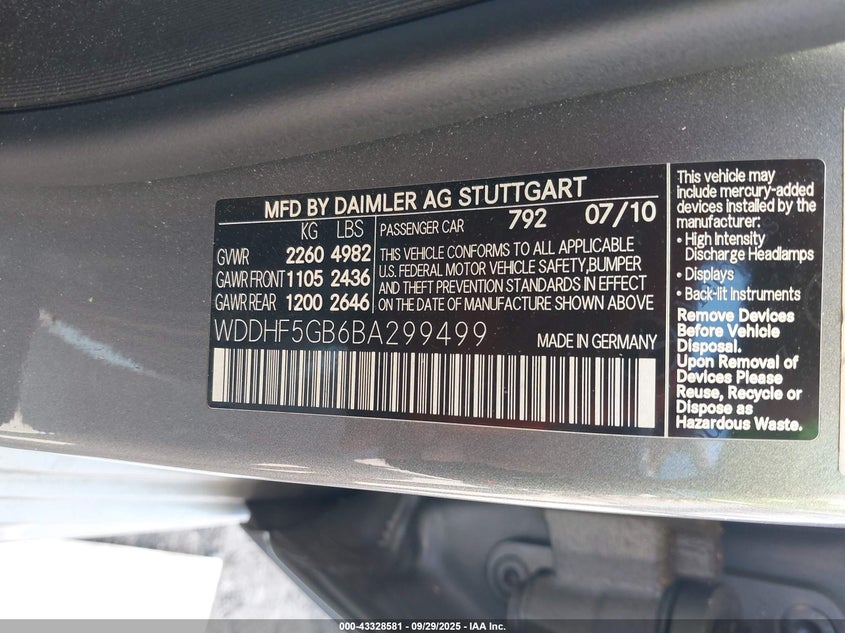 MFD BY DAIMLER AG STUTTGART
KG LBS
GVWR 2260 4982
GAWR FRONT 1105 2436
GAWR REAR 1200 2646
PASSENGER CAR 792 07/10
THIS VEHICLE CONFORMS TO ALL APPLICABLE
U.S. FEDERAL MOTOR VEHICLE SAFETY,BUMPER
AND THEFT PREVENTION STANDARDS IN EFFECT
ON THE DATE OF MANUFACTURE SHOWN ABOVE
WDDHF5GB6BA299499 MADE IN GERMANY
This vehicle may
include mercury-added
devices installed by the
manufacturer:
• High Intensity
Discharge Headlamps
• Displays
• Back-lit Instruments
Remove Devices
Before Vehicle
Disposal.
Upon Removal of
Devices Please
Reuse, Recycle or
Dispose as
Hazardous Waste.
000-43328581 - 09/29/2025 - IAA Inc.